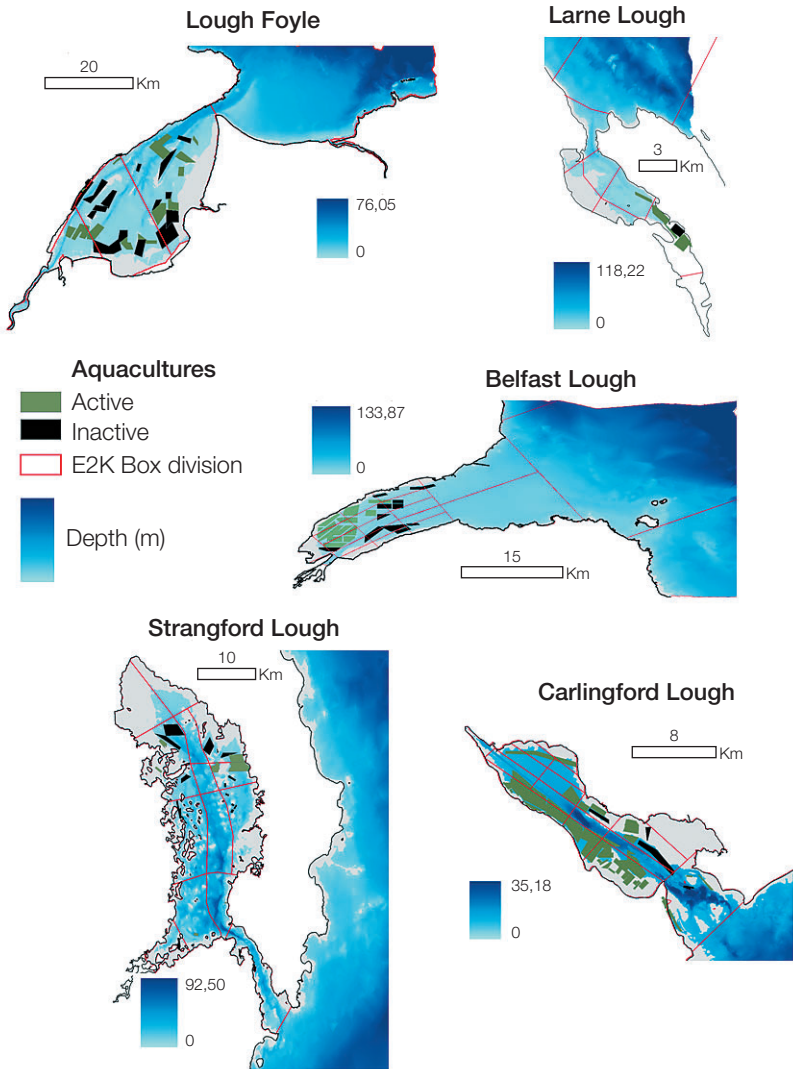 Lough Foyle
20
Km
76,05
0
Larne Lough
3
Km
118,22
0
Aquacultures
Active
Inactive
E2K Box division
Depth (m)
Belfast Lough
133,87
0
15
Km
Strangford Lough
10
Km
92,50
0
Carlingford Lough
8
Km
35,18
0